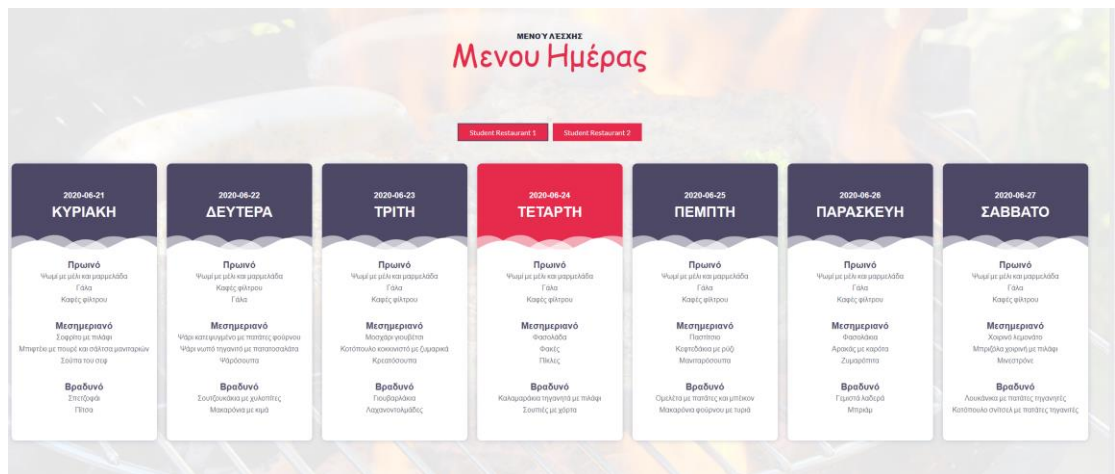 ΜΕΝΟΎ ΛΈΣΧΗΣ
Μενου Ημέρας
Student Restaurant 1
Student Restaurant 2
2020-06-21
ΚΥΡΙΑΚΗ
Πρωινό
Ψωμί με μέλι και μαρμελάδα
Γάλα
Καφές φίλτρου
Μεσημεριανό
Σοφρίτο με πιλάφι
Μπιφτέκι με πουρέ και σάλτσα μανιταριών
Σούπα του σεφ
Βραδυνό
Σπετζοφάι
Πίτσα
2020-06-22
ΔΕΥΤΕΡΑ
Πρωινό
Ψωμί με μέλι και μαρμελάδα
Καφές φίλτρου
Γάλα
Μεσημεριανό
Ψάρι κατεψυγμένο με πατάτες φούρνου
Ψάρι νωπό τηγανιτό με πατατοσαλάτα
Ψάρόσουπα
Βραδυνό
Σουτζουκάκια με χυλοπίτες
Μακαρόνια με κιμά
2020-06-23
ΤΡΙΤΗ
Πρωινό
Ψωμί με μέλι και μαρμελάδα
Γάλα
Καφές φίλτρου
Μεσημεριανό
Μοσχάρι γιουβέτσι
Κοτόπουλο κοκκινιστό με ζυμαρικά
Κρεατόσουπα
Βραδυνό
Γιουβαρλάκια
Λαχανοντολμάδες
2020-06-24
ΤΕΤΑΡΤΗ
Πρωινό
Ψωμί με μέλι και μαρμελάδα
Γάλα
Καφές φίλτρου
Μεσημεριανό
Φασολάδα
Φακές
Πίκλες
Βραδυνό
Καλαμαράκια τηγανητά με πιλάφι
Σουπιές με χόρτα
2020-06-25
ΠΕΜΠΤΗ
Πρωινό
Ψωμί με μέλι και μαρμελάδα
Γάλα
Καφές φίλτρου
Μεσημεριανό
Παστίτσιο
Κεφτεδάκια με ρύζι
Μανιταρόσουπα
Βραδυνό
Ομελέτα με πατάτες και μπέικον
Μακαρόνια φούρνου με τυριά
2020-06-26
ΠΑΡΑΣΚΕΥΗ
Πρωινό
Ψωμί με μέλι και μαρμελάδα
Γάλα
Καφές φίλτρου
Μεσημεριανό
Φασολάκια
Αρακάς με καρότα
Ζυμαρόπιτα
Βραδυνό
Γεμιστά λαδερά
Μπριάμ
2020-06-27
ΣΑΒΒΑΤΟ
Πρωινό
Ψωμί με μέλι και μαρμελάδα
Γάλα
Καφές φίλτρου
Μεσημεριανό
Χοιρινό λεμονάτο
Μπριζόλα χοιρινή με πιλάφι
Μινεστρόνε
Βραδυνό
Λουκάνικα με πατάτες τηγανητές
Κοτόπουλο σνίτσελ με πατάτες τηγανιτές